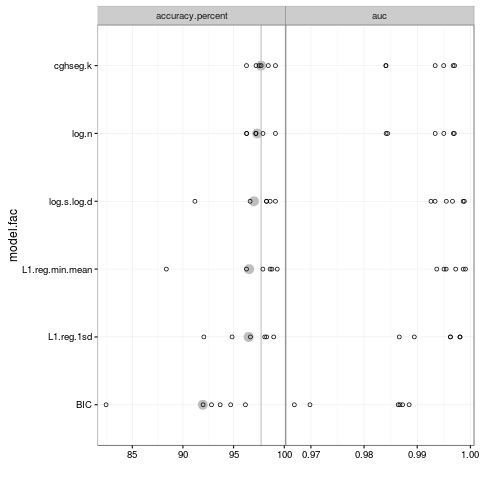 accuracy.percent auc
cghseg.k
log.n
log.s.log.d
L1.reg.min.mean
L1.reg.1sd
BIC
model.fac
85 90 95 100 0.97 0.98 0.99 1.00